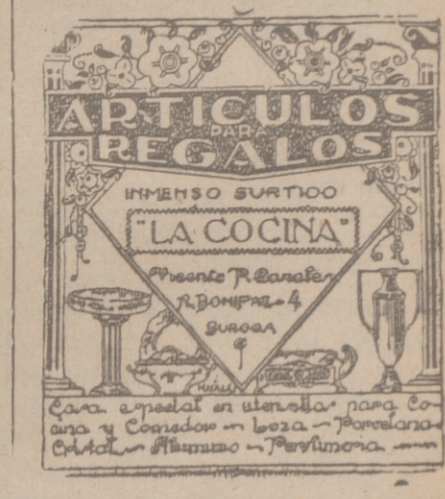 ARTICULOS
PARA
REGALOS
INMENSO SURTIDO
"LA COCINA"
Vicente P. Canales
R. BONIFAZ - 4
BURGOS
Casa especial en utensilios para Co-
cina y Comedor - Loza - Porcelana
Cristal - Aluminio - Perfumeria